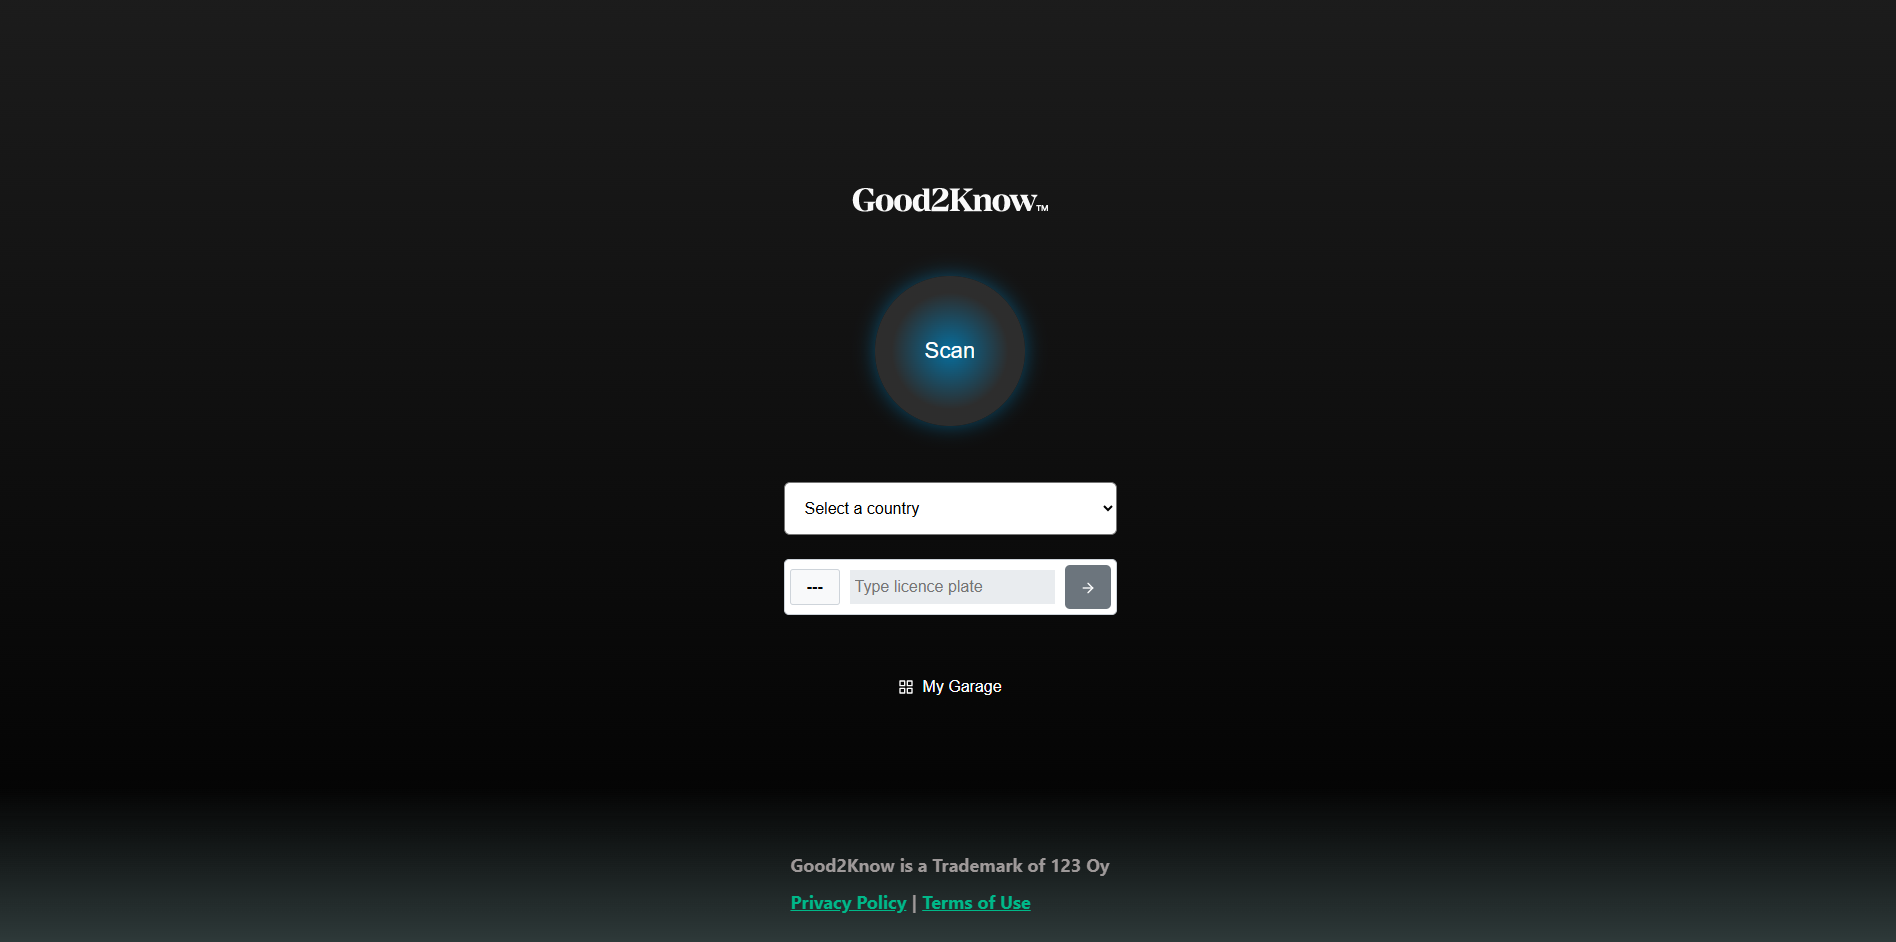 Good2Know™
Scan
Select a country
---
Type licence plate
My Garage
Good2Know is a Trademark of 123 Oy
Privacy Policy | Terms of Use